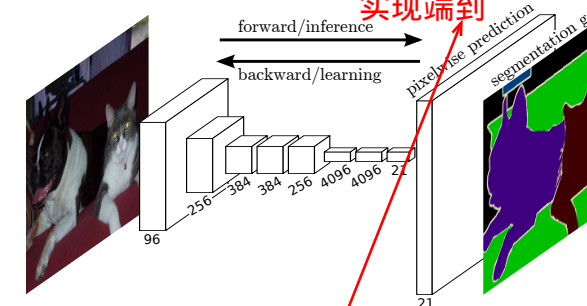 实现端到
forward/inference
backward/learning
pixelwise prediction
segmentation g
96
256
384
384
256
4096
4096
21
21